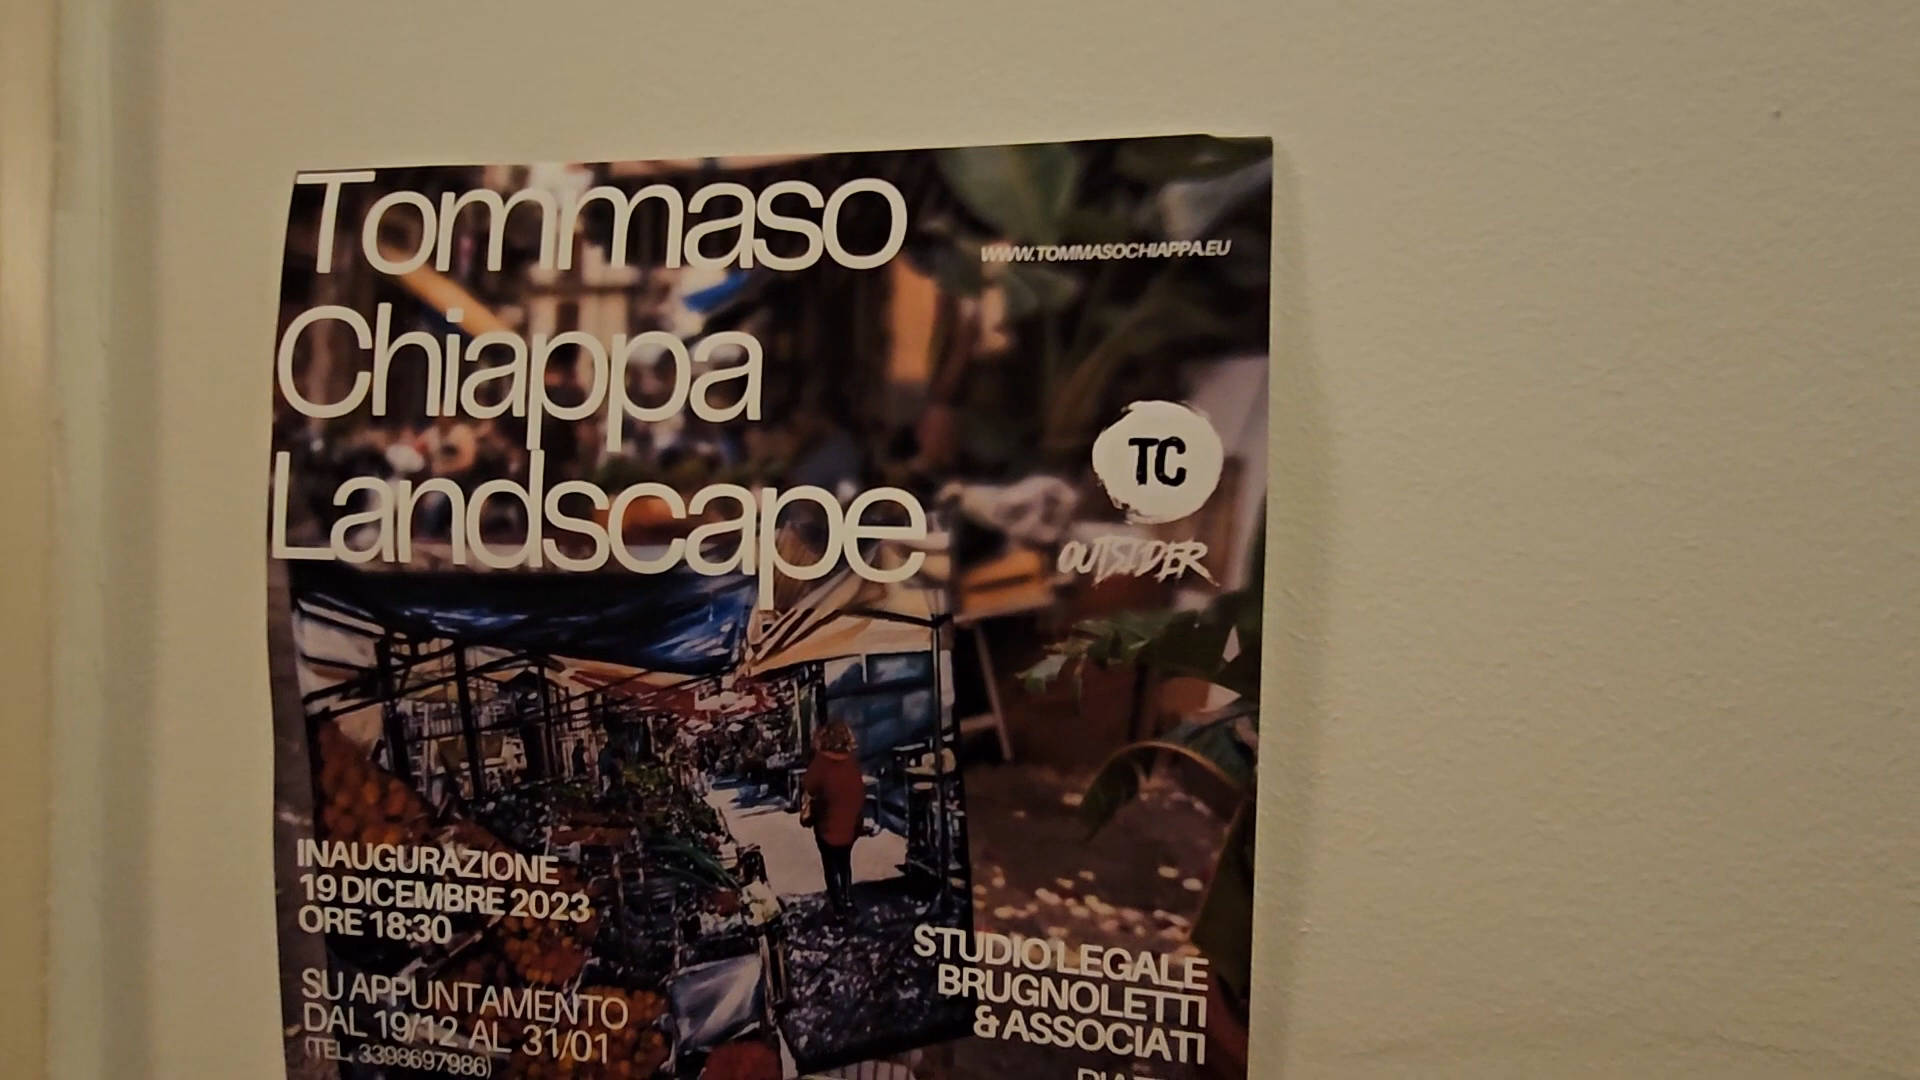 Tommaso
Chiappa
Landscape
WWW.TOMMASOCHIAPPA.EU
TC
OUTSIDER
INAUGURAZIONE
19 DICEMBRE 2023
ORE 18:30
SU APPUNTAMENTO
DAL 19/12 AL 31/01
(TEL. 3398697986)
STUDIO LEGALE
BRUGNOLETTI
& ASSOCIATI